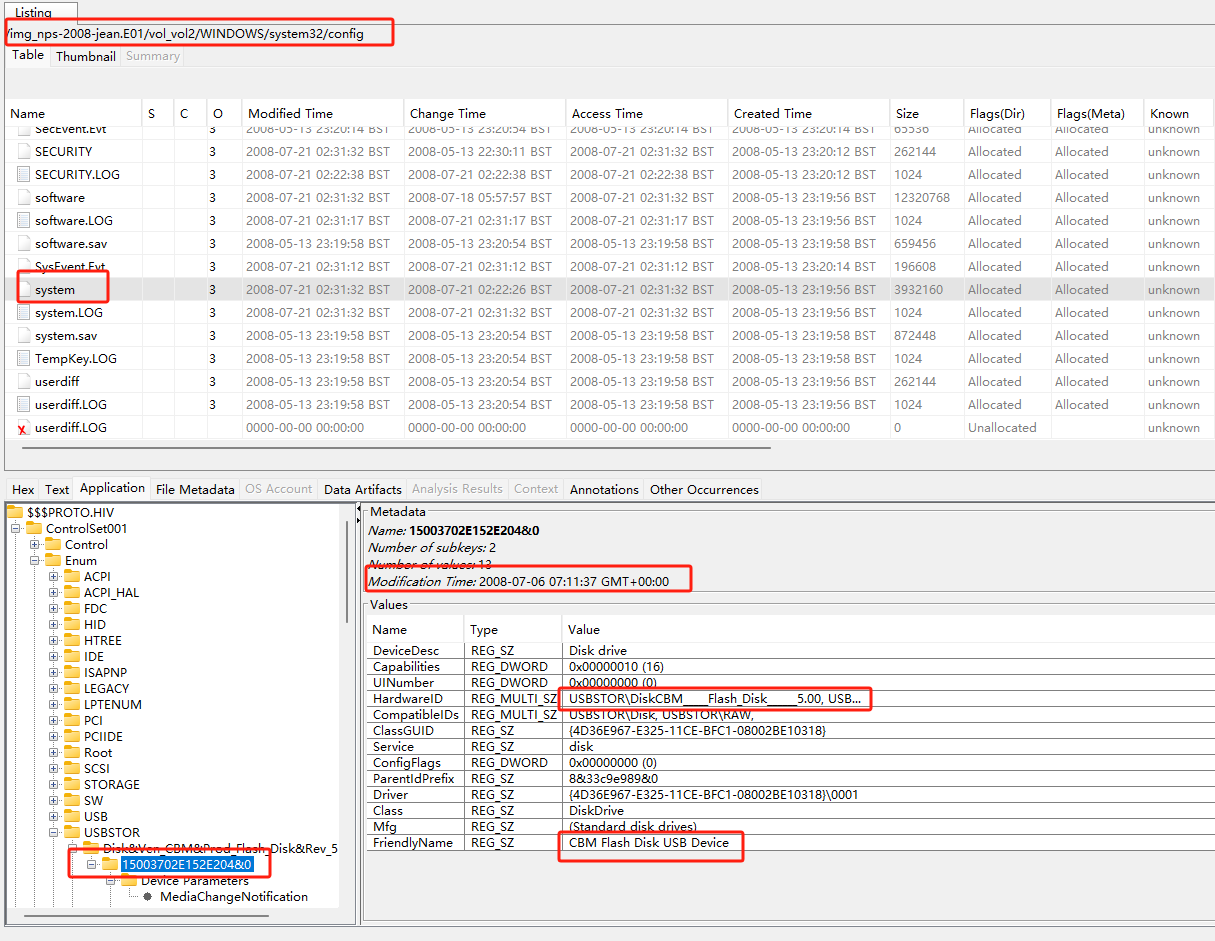 Listing
/img_nps-2008-jean.E01/vol_vol2/WINDOWS/system32/config
Table Thumbnail Summary
Name S C O Modified Time Change Time Access Time Created Time Size Flags(Dir) Flags(Meta) Known
SecEvent.Evt 3 2008-05-13 23:20:14 BST 2008-05-13 23:20:54 BST 2008-05-13 23:20:14 BST 2008-05-13 23:20:14 BST 65536 Allocated Allocated unknown
SECURITY 3 2008-07-21 02:31:32 BST 2008-05-13 22:30:11 BST 2008-07-21 02:31:32 BST 2008-05-13 23:20:12 BST 262144 Allocated Allocated unknown
SECURITY.LOG 3 2008-07-21 02:22:38 BST 2008-07-21 02:22:38 BST 2008-07-21 02:22:38 BST 2008-05-13 23:20:12 BST 1024 Allocated Allocated unknown
software 3 2008-07-21 02:31:32 BST 2008-07-18 05:57:57 BST 2008-07-21 02:31:32 BST 2008-05-13 23:19:56 BST 12320768 Allocated Allocated unknown
software.LOG 3 2008-07-21 02:31:17 BST 2008-07-21 02:31:17 BST 2008-07-21 02:31:17 BST 2008-05-13 23:19:56 BST 1024 Allocated Allocated unknown
software.sav 3 2008-05-13 23:19:58 BST 2008-05-13 23:20:54 BST 2008-05-13 23:19:58 BST 2008-05-13 23:19:58 BST 659456 Allocated Allocated unknown
SysEvent.Evt 3 2008-07-21 02:31:12 BST 2008-07-21 02:31:12 BST 2008-07-21 02:31:12 BST 2008-05-13 23:20:14 BST 196608 Allocated Allocated unknown
system 3 2008-07-21 02:31:32 BST 2008-07-21 02:22:26 BST 2008-07-21 02:31:32 BST 2008-05-13 23:19:56 BST 3932160 Allocated Allocated unknown
system.LOG 3 2008-07-21 02:31:32 BST 2008-07-21 02:31:32 BST 2008-07-21 02:31:32 BST 2008-05-13 23:19:56 BST 1024 Allocated Allocated unknown
system.sav 3 2008-05-13 23:19:58 BST 2008-05-13 23:20:54 BST 2008-05-13 23:19:58 BST 2008-05-13 23:19:56 BST 872448 Allocated Allocated unknown
TempKey.LOG 3 2008-05-13 23:19:58 BST 2008-05-13 23:20:54 BST 2008-05-13 23:19:58 BST 2008-05-13 23:19:58 BST 1024 Allocated Allocated unknown
userdiff 3 2008-05-13 23:19:58 BST 2008-05-13 23:20:54 BST 2008-05-13 23:19:58 BST 2008-05-13 23:19:56 BST 262144 Allocated Allocated unknown
userdiff.LOG 3 2008-05-13 23:19:58 BST 2008-05-13 23:20:54 BST 2008-05-13 23:19:58 BST 2008-05-13 23:19:56 BST 1024 Allocated Allocated unknown
userdiff.LOG 0000-00-00 00:00:00 0000-00-00 00:00:00 0000-00-00 00:00:00 0000-00-00 00:00:00 0 Unallocated unknown
Hex Text Application File Metadata OS Account Data Artifacts Analysis Results Context Annotations Other Occurrences
$$$PROTO.HIV
ControlSet001
Control
Enum
ACPI
ACPI_HAL
FDC
HID
HTREE
IDE
ISAPNP
LEGACY
LPTENUM
PCI
PCIIDE
Root
SCSI
STORAGE
SW
USB
USBSTOR
Disk&Ven_CBM&Prod_Flash_Disk&Rev_5
15003702E152E204&0
Device Parameters
MediaChangeNotification
Metadata
Name: 15003702E152E204&0
Number of subkeys: 2
Number of values: 13
Modification Time: 2008-07-06 07:11:37 GMT+00:00
Values
Name Type Value
DeviceDesc REG_SZ Disk drive
Capabilities REG_DWORD 0x00000010 (16)
UINumber REG_DWORD 0x00000000 (0)
HardwareID REG_MULTI_SZ USBSTOR\DiskCBM_____Flash_Disk______5.00, USB...
CompatibleIDs REG_MULTI_SZ USBSTOR\Disk, USBSTOR\RAW,
ClassGUID REG_SZ {4D36E967-E325-11CE-BFC1-08002BE10318}
Service REG_SZ disk
ConfigFlags REG_DWORD 0x00000000 (0)
ParentIdPrefix REG_SZ 8&33c9e989&0
Driver REG_SZ {4D36E967-E325-11CE-BFC1-08002BE10318}\0001
Class REG_SZ DiskDrive
Mfg REG_SZ (Standard disk drives)
FriendlyName REG_SZ CBM Flash Disk USB Device